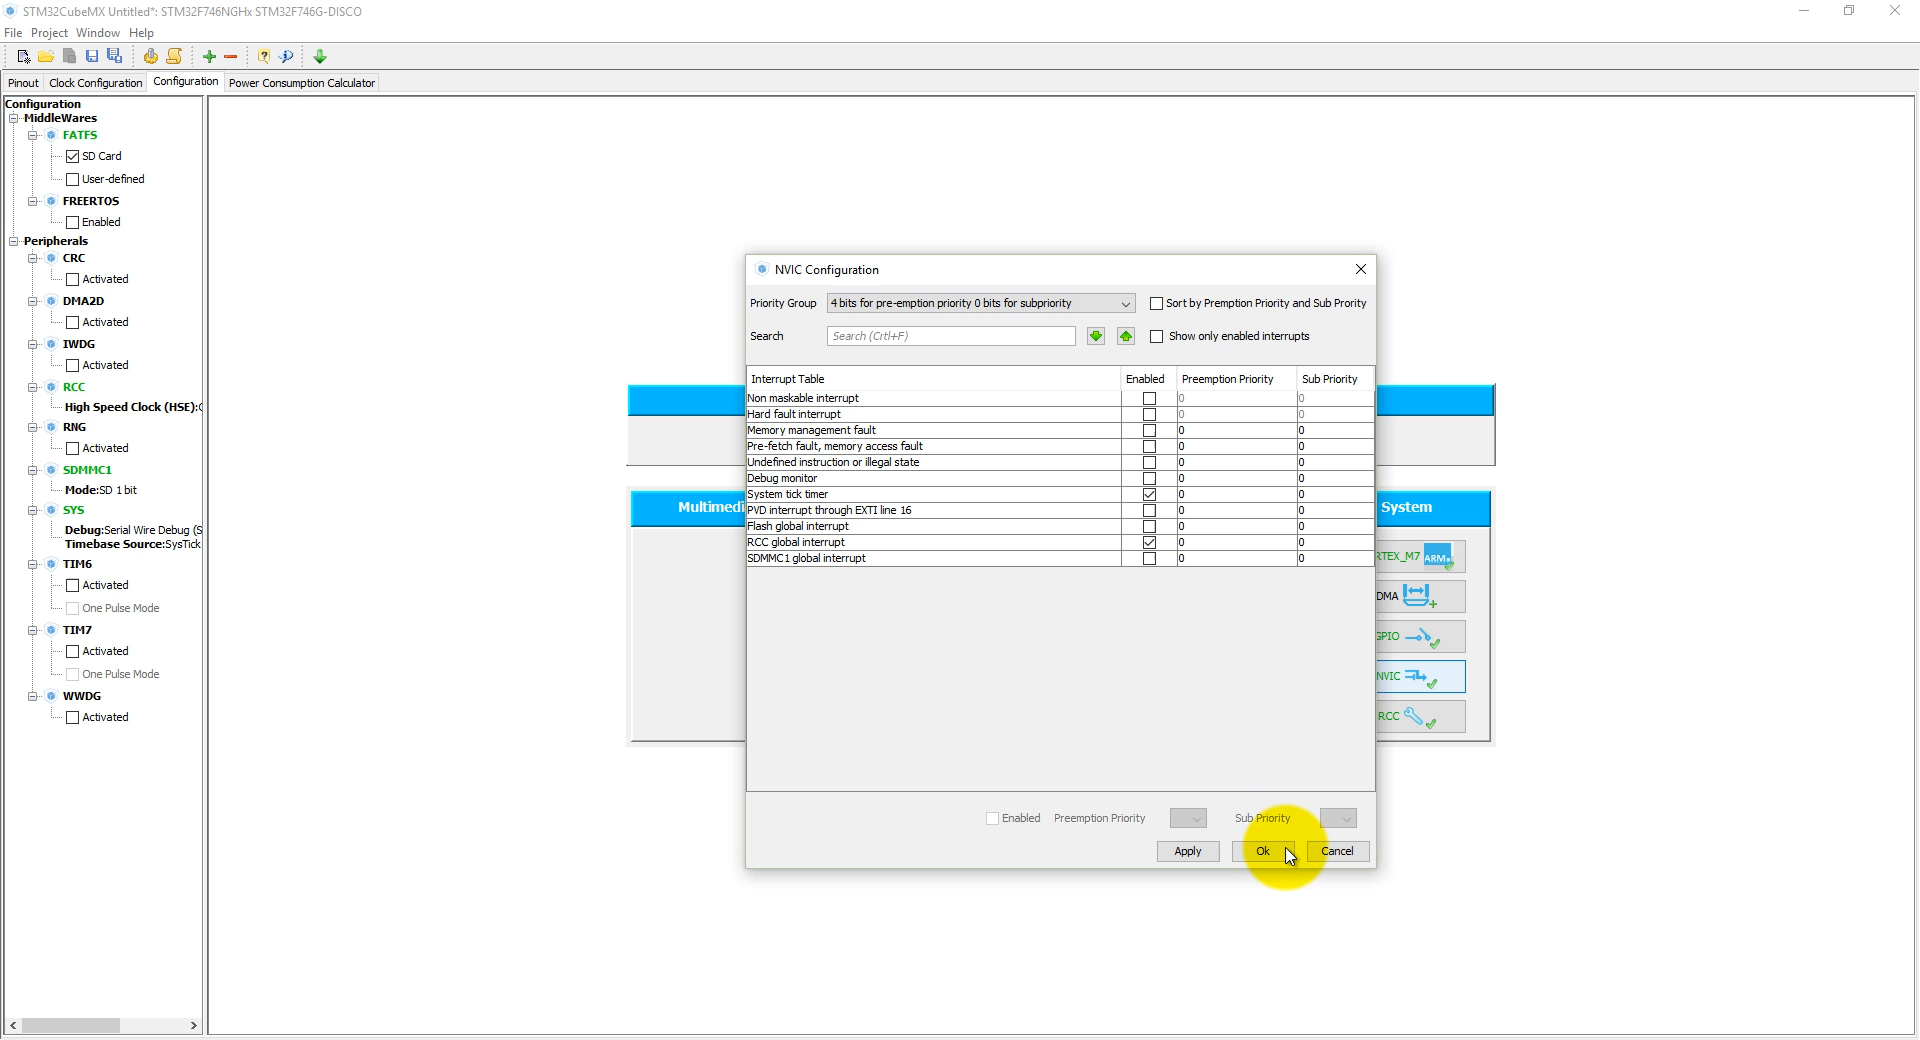 STM32CubeMX Untitled*: STM32F746NGHx STM32F746G-DISCO
File Project Window Help
Pinout Clock Configuration Configuration Power Consumption Calculator
Configuration
MiddleWares
FATFS
SD Card
User-defined
FREERTOS
Enabled
Peripherals
CRC
Activated
DMA2D
Activated
IWDG
Activated
RCC
High Speed Clock (HSE):
RNG
Activated
SDMMC1
Mode:SD 1 bit
SYS
Debug:Serial Wire Debug (S
Timebase Source:SysTick
TIM6
Activated
One Pulse Mode
TIM7
Activated
One Pulse Mode
WWDG
Activated
NVIC Configuration
Priority Group 4 bits for pre-emption priority 0 bits for subpriority Sort by Premption Priority and Sub Prority
Search Search (Crtl+F) Show only enabled interrupts
Interrupt Table Enabled Preemption Priority Sub Priority
Non maskable interrupt 0 0
Hard fault interrupt 0 0
Memory management fault 0 0
Pre-fetch fault, memory access fault 0 0
Undefined instruction or illegal state 0 0
Debug monitor 0 0
System tick timer 0 0
PVD interrupt through EXTI line 16 0 0
Flash global interrupt 0 0
RCC global interrupt 0 0
SDMMC1 global interrupt 0 0
Enabled Preemption Priority Sub Priority
Apply Ok Cancel
Multimedi
System
RTEX_M7 ARM
DMA
GPIO
NVIC
RCC